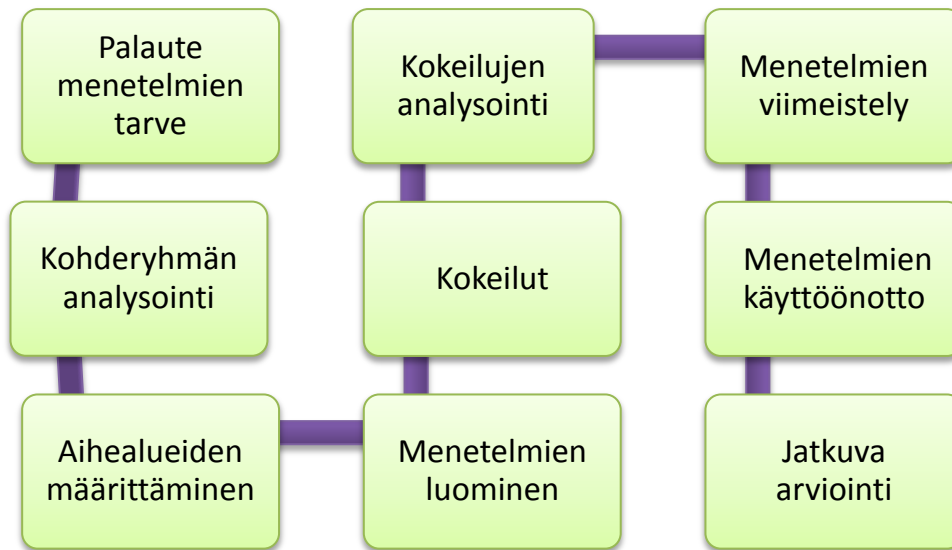 Palaute
menetelmien
tarve
Kohderyhmän
analysointi
Aihealueiden
määrittäminen
Menetelmien
luominen
Kokeilut
Kokeilujen
analysointi
Menetelmien
viimeistely
Menetelmien
käyttöönotto
Jatkuva
arviointi